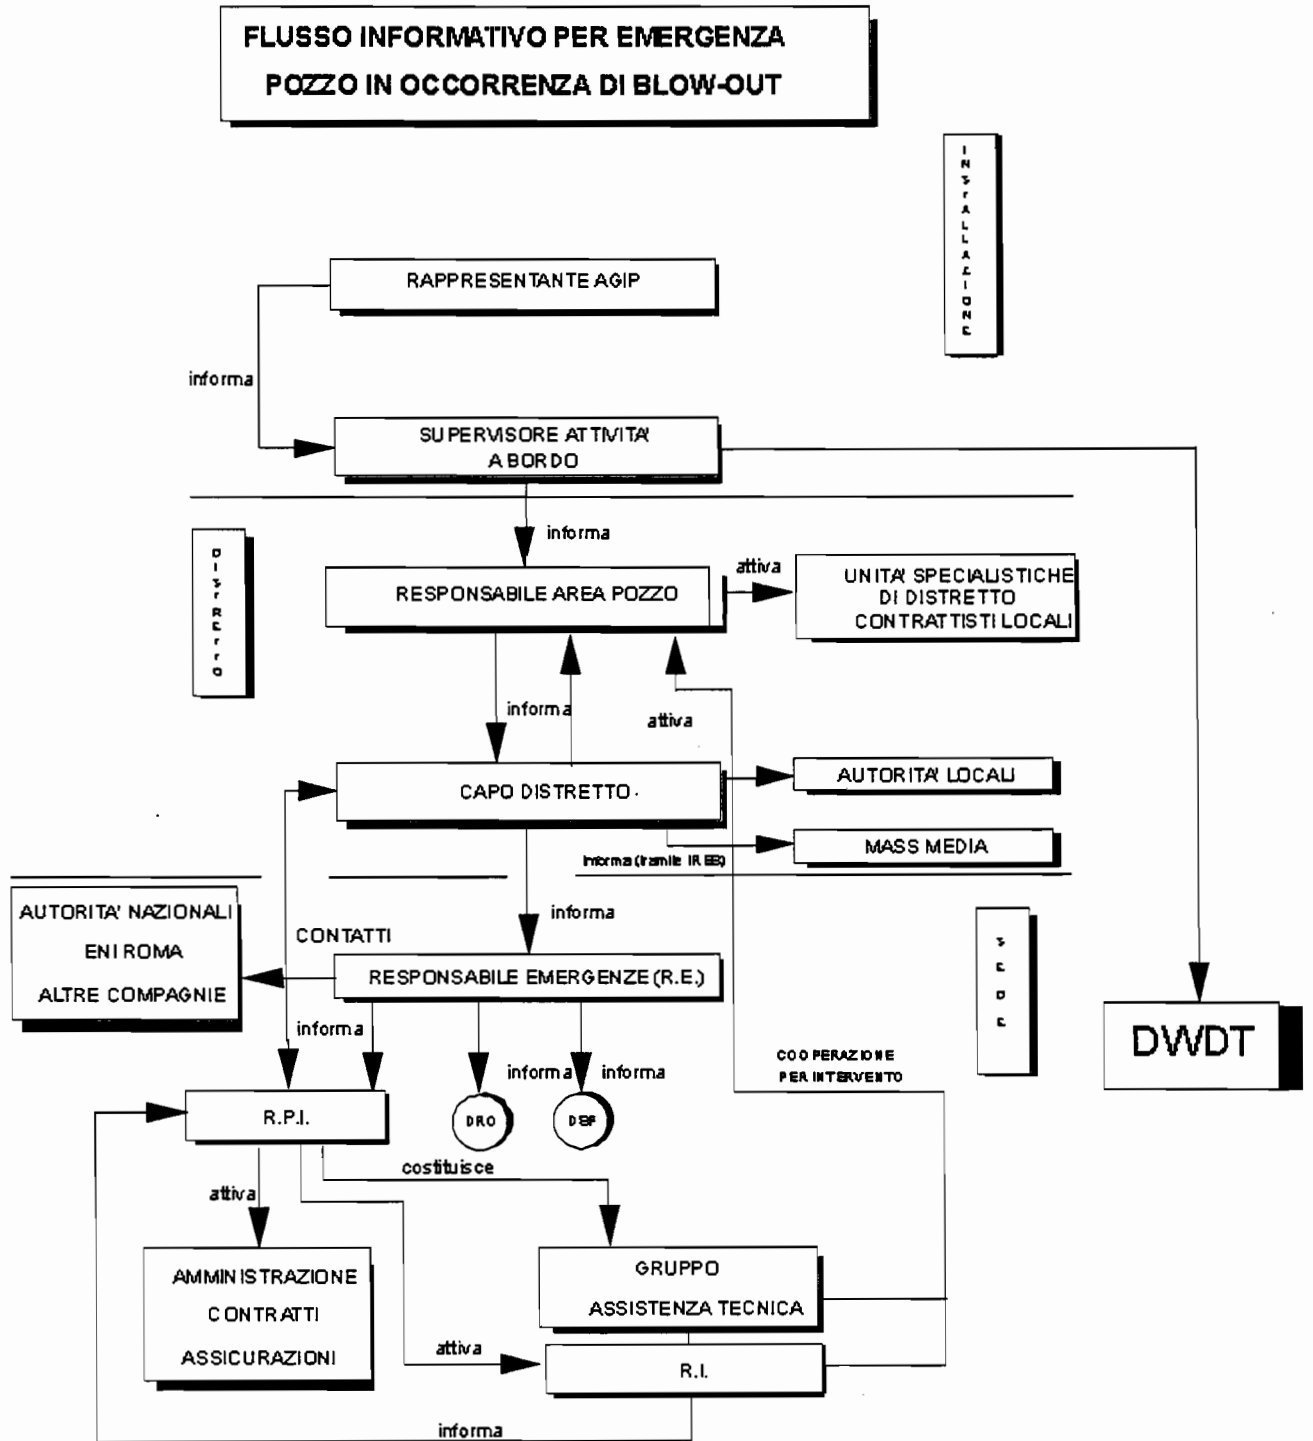 FLUSSO INFORMATIVO PER EMERGENZA
POZZO IN OCCORRENZA DI BLOW-OUT
INSTALLAZIONE
RAPPRESENTANTE AGIP
informa
SUPERVISORE ATTIVITA'
A BORDO
informa
DISTRETTO
RESPONSABILE AREA POZZO
attiva
UNITA' SPECIALISTICHE
DI DISTRETTO
CONTRATTISTI LOCALI
informa
attiva
CAPO DISTRETTO
AUTORITA' LOCALI
MASS MEDIA
informa (tramite IREB)
AUTORITA' NAZIONALI
ENI ROMA
ALTRE COMPAGNIE
CONTATTI
informa
RESPONSABILE EMERGENZE (R.E.)
SEDE
DWDT
informa
informa
informa
COOPERAZIONE
PER INTERVENTO
R.P.I.
DRO
costituisce
attiva
AMMINISTRAZIONE
CONTRATTI
ASSICURAZIONI
GRUPPO
ASSISTENZA TECNICA
attiva
R.I.
informa